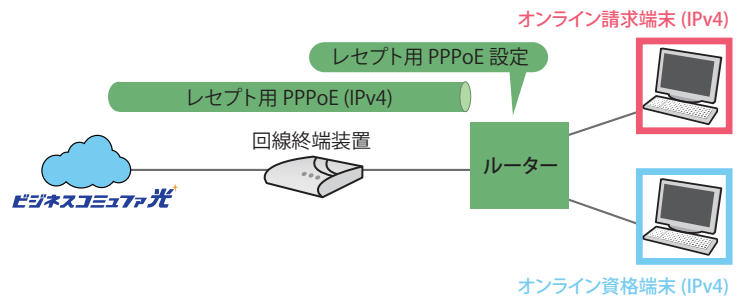 オンライン請求端末 (IPv4)
レセプト用 PPPoE 設定
レセプト用 PPPoE (IPv4)
回線終端装置
ルーター
ビジネスコミュファ光
オンライン資格端末 (IPv4)